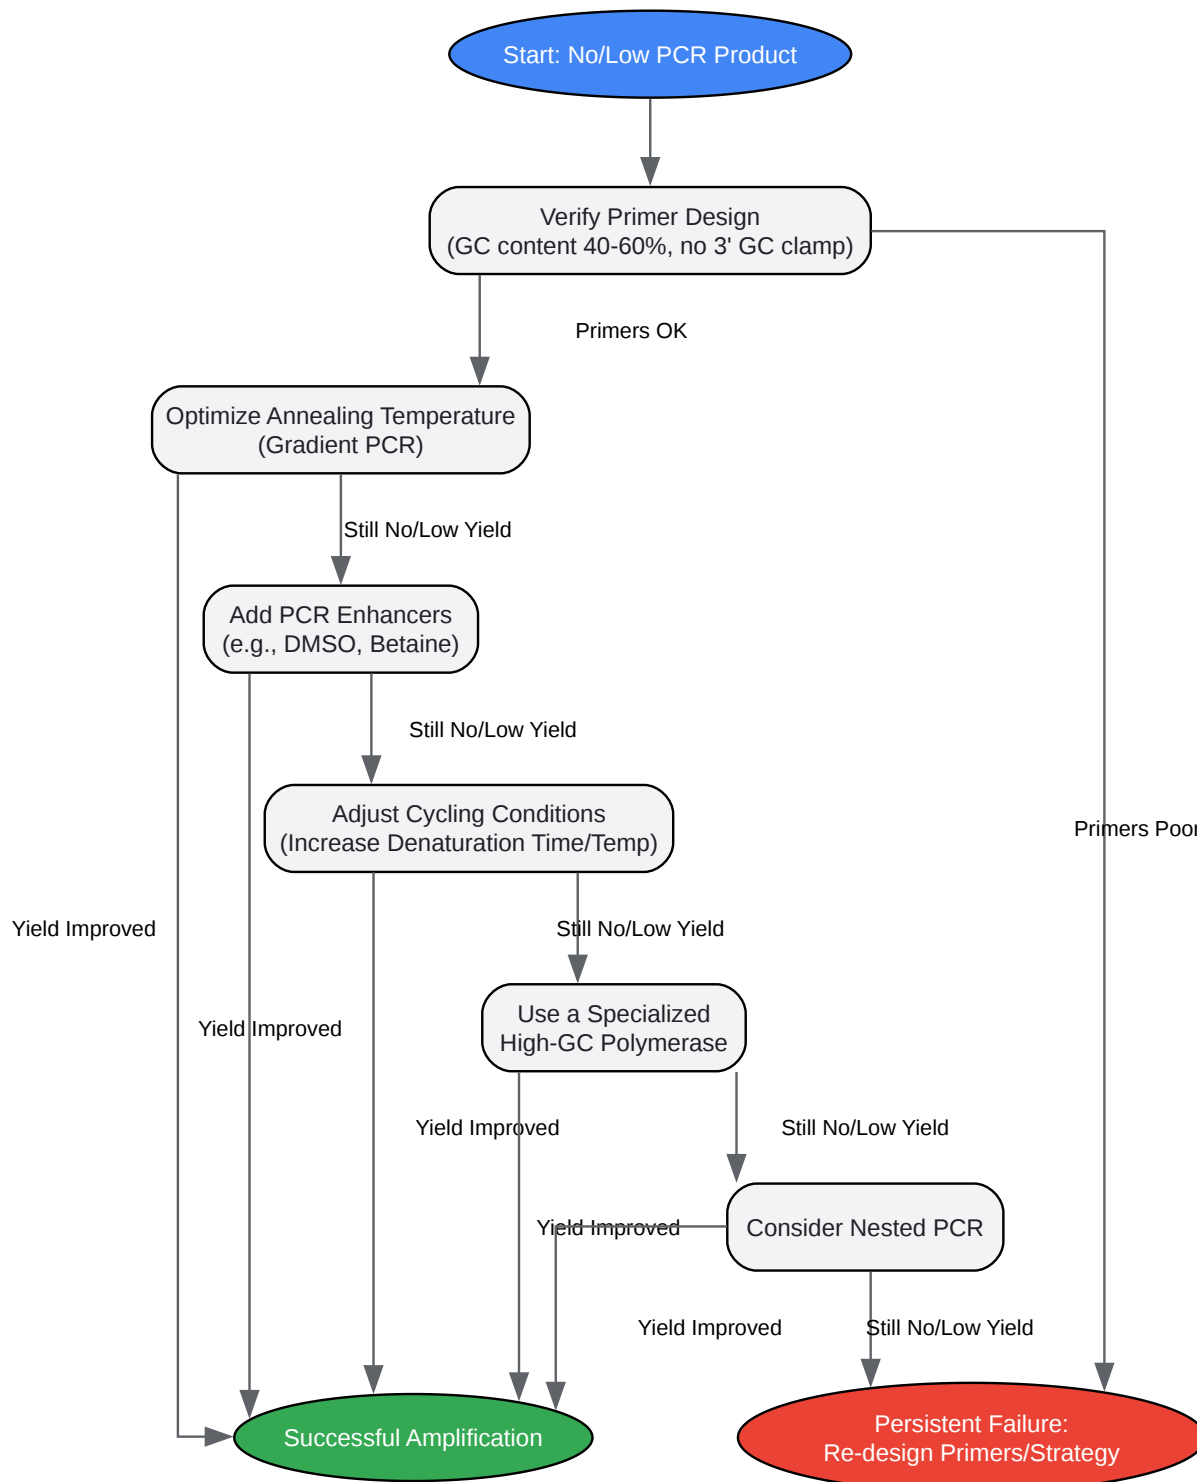 Start: No/Low PCR Product
Verify Primer Design
(GC content 40-60%, no 3' GC clamp)
Primers OK
Optimize Annealing Temperature
(Gradient PCR)
Still No/Low Yield
Add PCR Enhancers
(e.g., DMSO, Betaine)
Still No/Low Yield
Adjust Cycling Conditions
(Increase Denaturation Time/Temp)
Primers Poor
Yield Improved
Still No/Low Yield
Use a Specialized
High-GC Polymerase
Yield Improved
Yield Improved
Still No/Low Yield
Yield Improved
Consider Nested PCR
Yield Improved
Still No/Low Yield
Successful Amplification
Persistent Failure:
Re-design Primers/Strategy